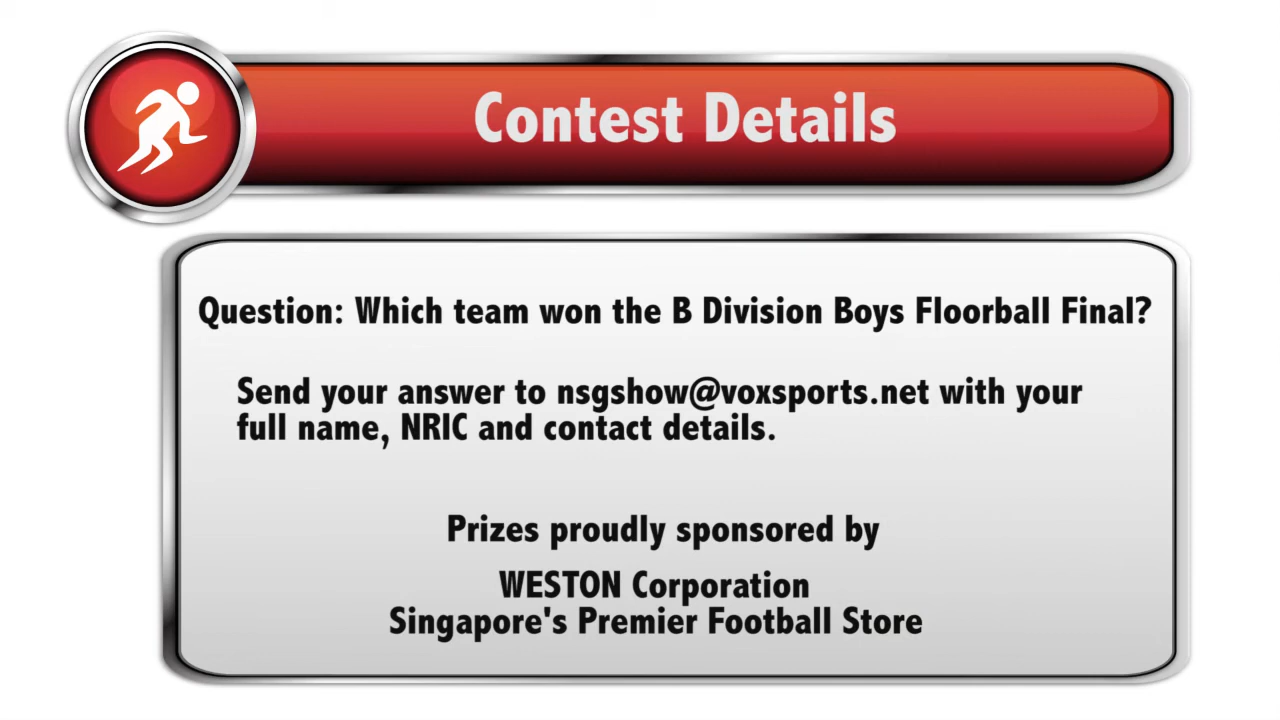 Contest Details
Question: Which team won the B Division Boys Floorball Final?
Send your answer to nsgshow@voxsports.net with your
full name, NRIC and contact details.
Prizes proudly sponsored by
WESTON Corporation
Singapore's Premier Football Store